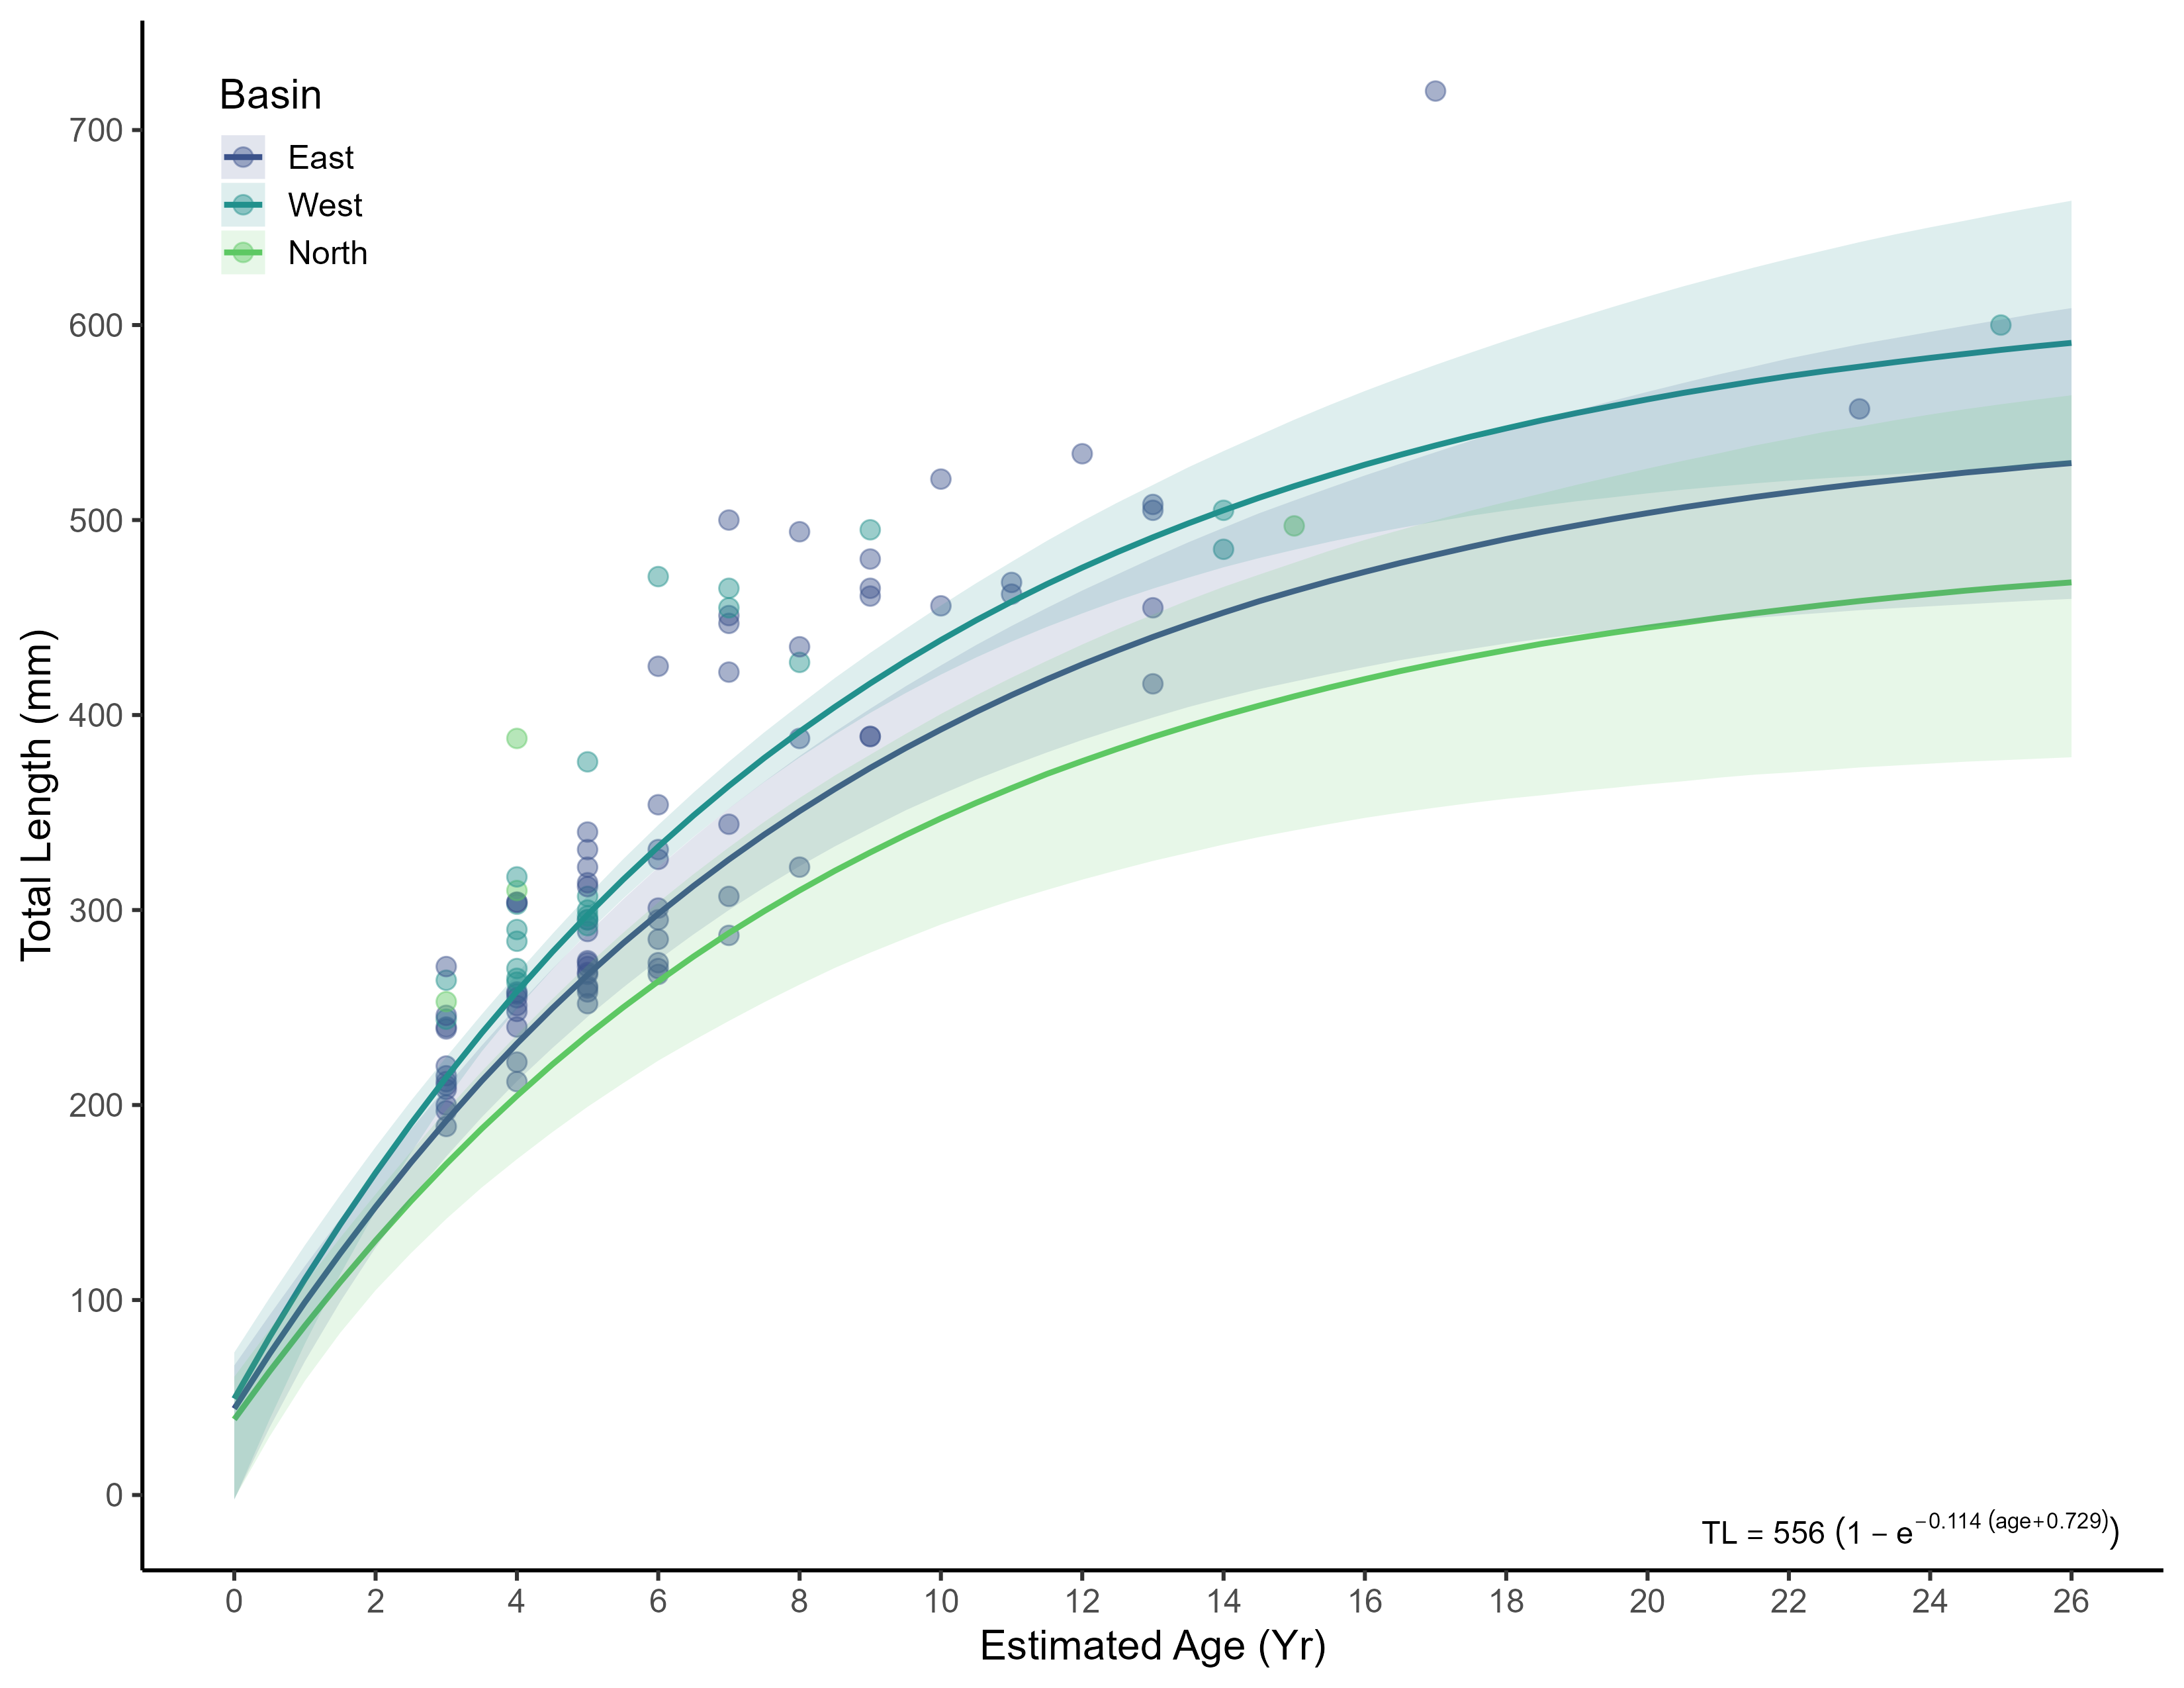 Basin
East
West
North
700
600
500
400
300
200
100
0
Total Length (mm)
TL = 556 (1 − e^−0.114 (age+0.729))
0 2 4 6 8 10 12 14 16 18 20 22 24 26
Estimated Age (Yr)